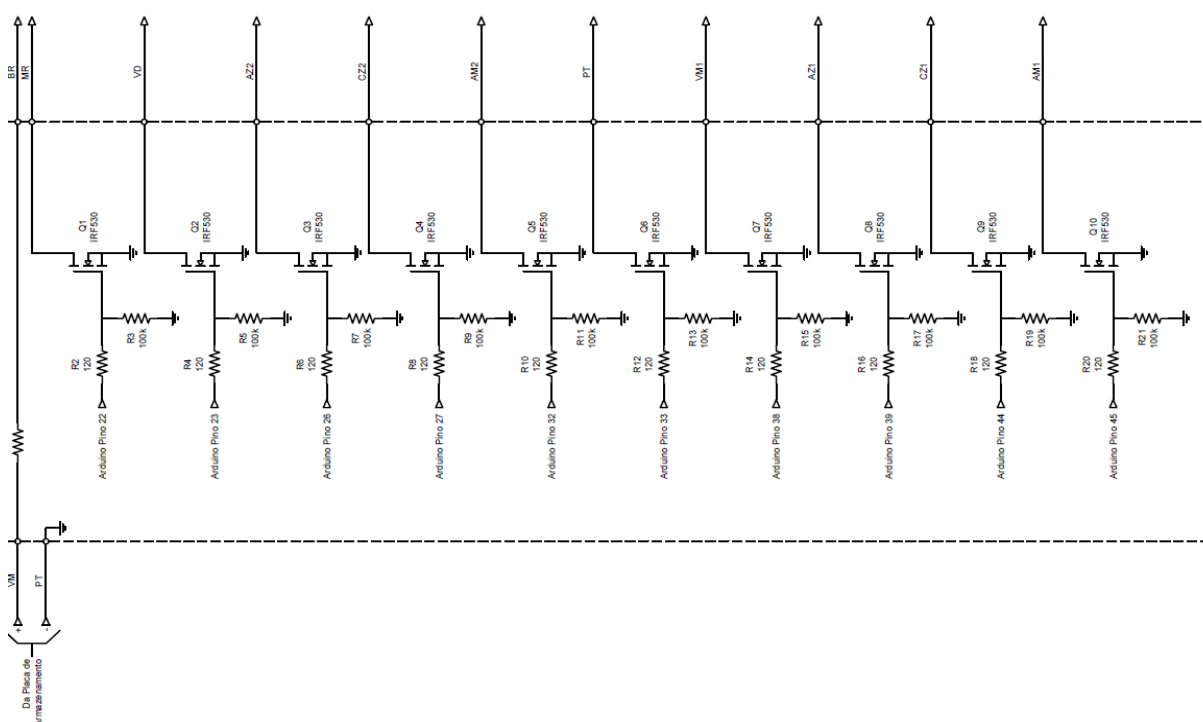 BR
MR
VD
AZ2
CZ2
AM2
PT
VM1
AZ1
CZ1
AM1
Q1
IRF530
Q2
IRF530
Q3
IRF530
Q4
IRF530
Q5
IRF530
Q6
IRF530
Q7
IRF530
Q8
IRF530
Q9
IRF530
Q10
IRF530
R3
100k
R5
100k
R7
100k
R9
100k
R11
100k
R13
100k
R15
100k
R17
100k
R19
100k
R21
100k
R2
120
R4
120
R6
120
R8
120
R10
120
R12
120
R14
120
R16
120
R18
120
R20
120
Arduino Pino 22
Arduino Pino 23
Arduino Pino 26
Arduino Pino 27
Arduino Pino 32
Arduino Pino 33
Arduino Pino 38
Arduino Pino 39
Arduino Pino 44
Arduino Pino 45
VM
PT
+
-
Da Placa de
rmazenamento